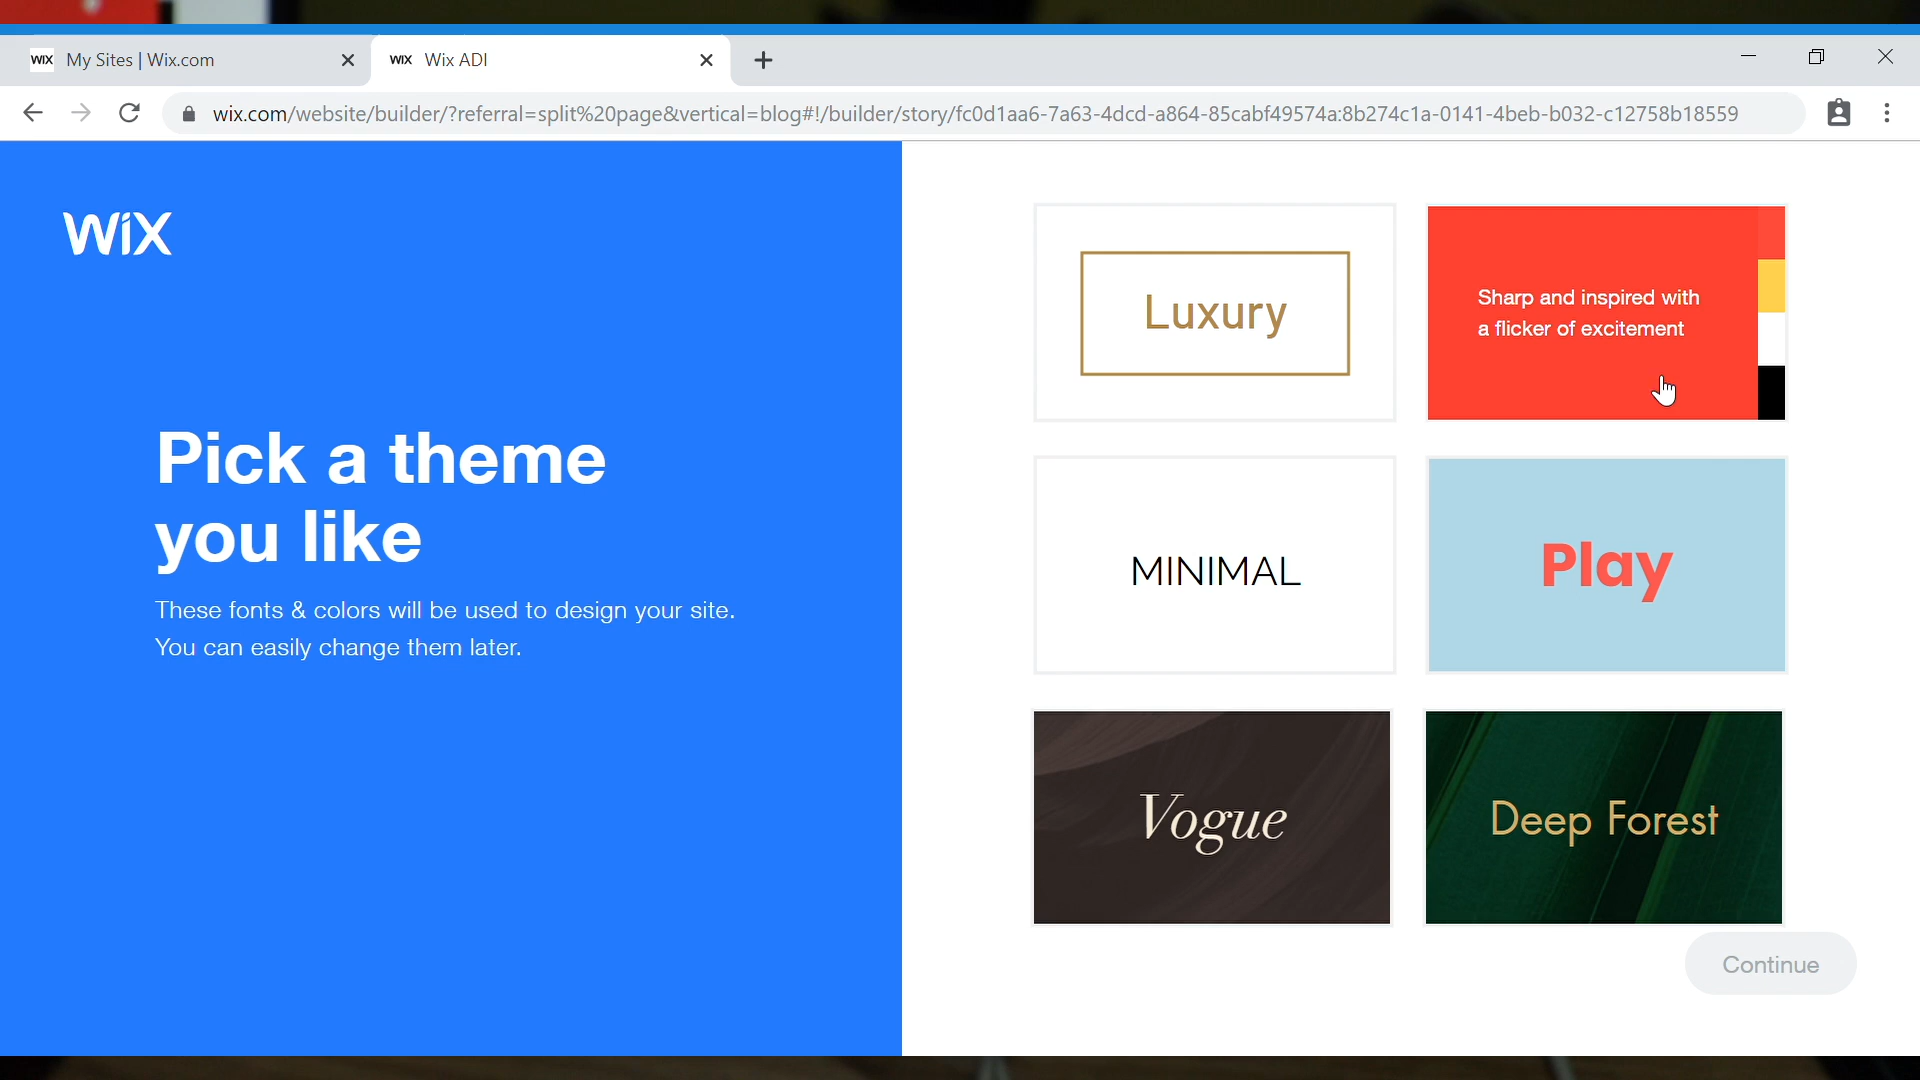 WIX My Sites | Wix.com
WIX Wix ADI
wix.com/website/builder/?referral=split%20page&vertical=blog#!/builder/story/fc0d1aa6-7a63-4dcd-a864-85cabf49574a:8b274c1a-0141-4beb-b032-c12758b18559
WiX
Pick a theme
you like
These fonts & colors will be used to design your site.
You can easily change them later.
Luxury
Sharp and inspired with
a flicker of excitement
MINIMAL
Play
Vogue
Deep Forest
Continue